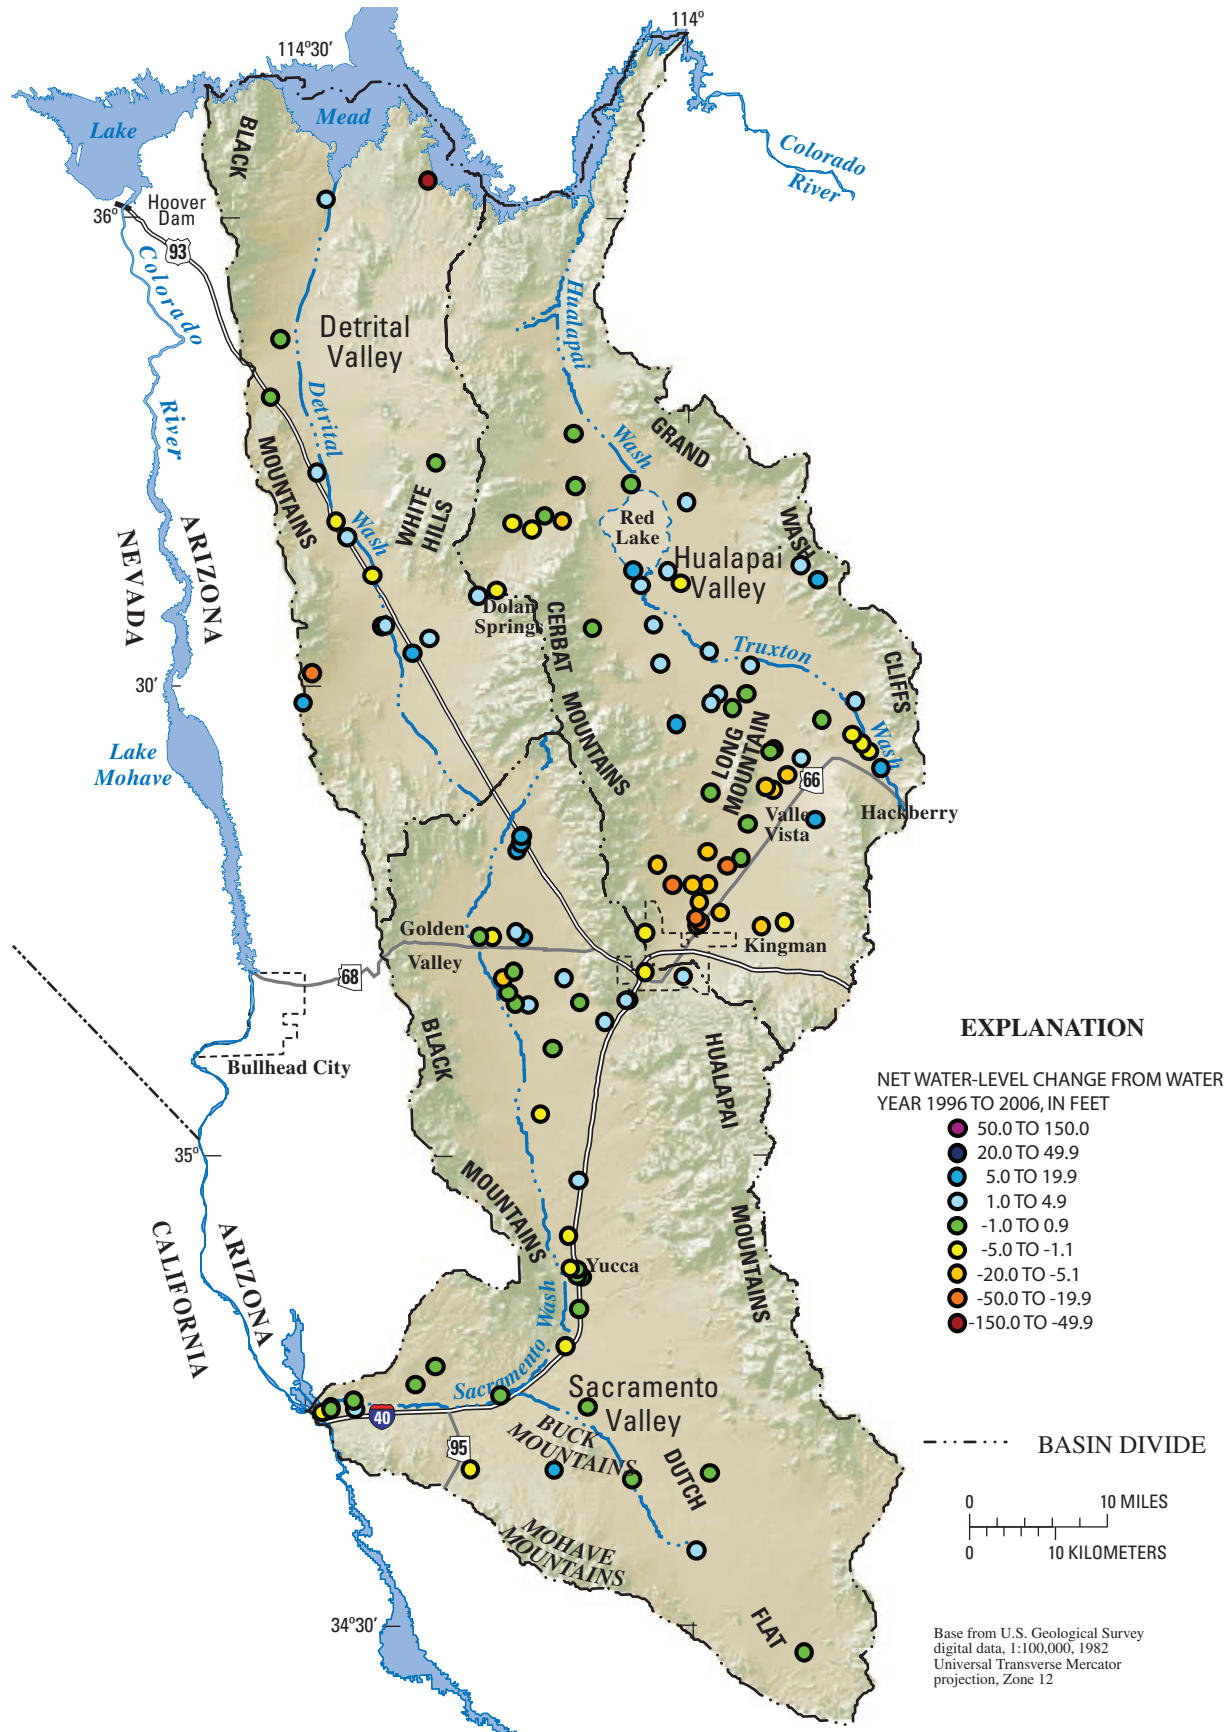 114°
114°30′
Lake
Mead
BLACK
Colorado
River
Hoover
Dam
36°
93
Colorado
River
Hualapai
Wash
Detrital
Valley
Detrital
Wash
MOUNTAINS
GRAND
WASH
CLIFFS
WHITE
HILLS
Red
Lake
Hualapai
Valley
NEVADA
ARIZONA
Dolan
Springs
CERBAT
MOUNTAINS
Truxton
Wash
30′
Lake
Mohave
LONG
MOUNTAIN
66
Valle
Vista
Hackberry
Golden
Valley
Kingman
68
BLACK
MOUNTAINS
Bullhead City
HUALAPAI
MOUNTAINS
EXPLANATION
NET WATER-LEVEL CHANGE FROM WATER
YEAR 1996 TO 2006, IN FEET
50.0 TO 150.0
20.0 TO 49.9
5.0 TO 19.9
1.0 TO 4.9
-1.0 TO 0.9
-5.0 TO -1.1
-20.0 TO -5.1
-50.0 TO -19.9
-150.0 TO -49.9
35°
CALIFORNIA
ARIZONA
Yucca
Sacramento Wash
Sacramento
Valley
40
95
BUCK
MOUNTAINS
DUTCH
FLAT
MOHAVE
MOUNTAINS
BASIN DIVIDE
0 10 MILES
0 10 KILOMETERS
34°30′
Base from U.S. Geological Survey
digital data, 1:100,000, 1982
Universal Transverse Mercator
projection, Zone 12